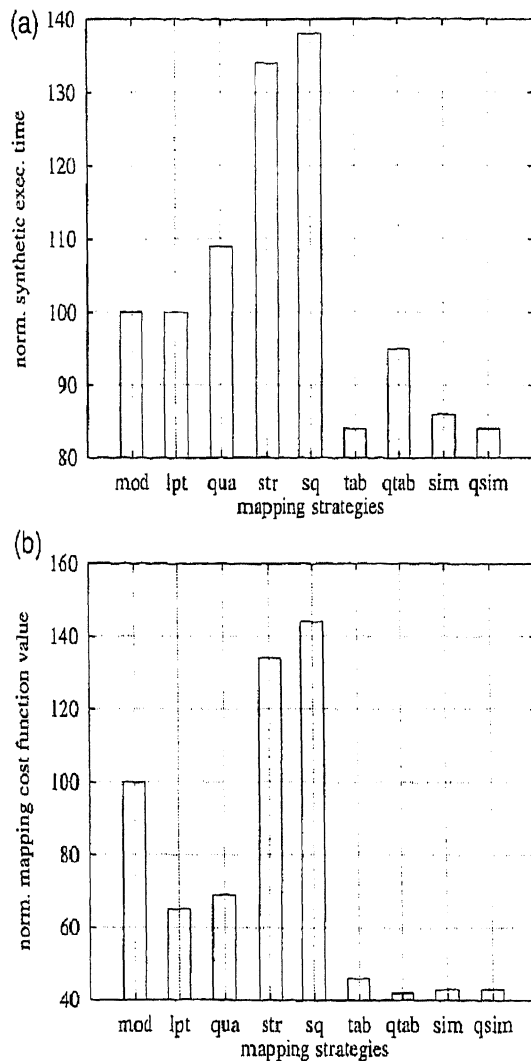 (a)
140
130
120
110
100
90
80
norm. synthetic exec. time
mod lpt qua str sq tab qtab sim qsim
mapping strategies
(b)
160
140
120
100
80
60
40
norm. mapping cost function value
mod lpt qua str sq tab qtab sim qsim
mapping strategies